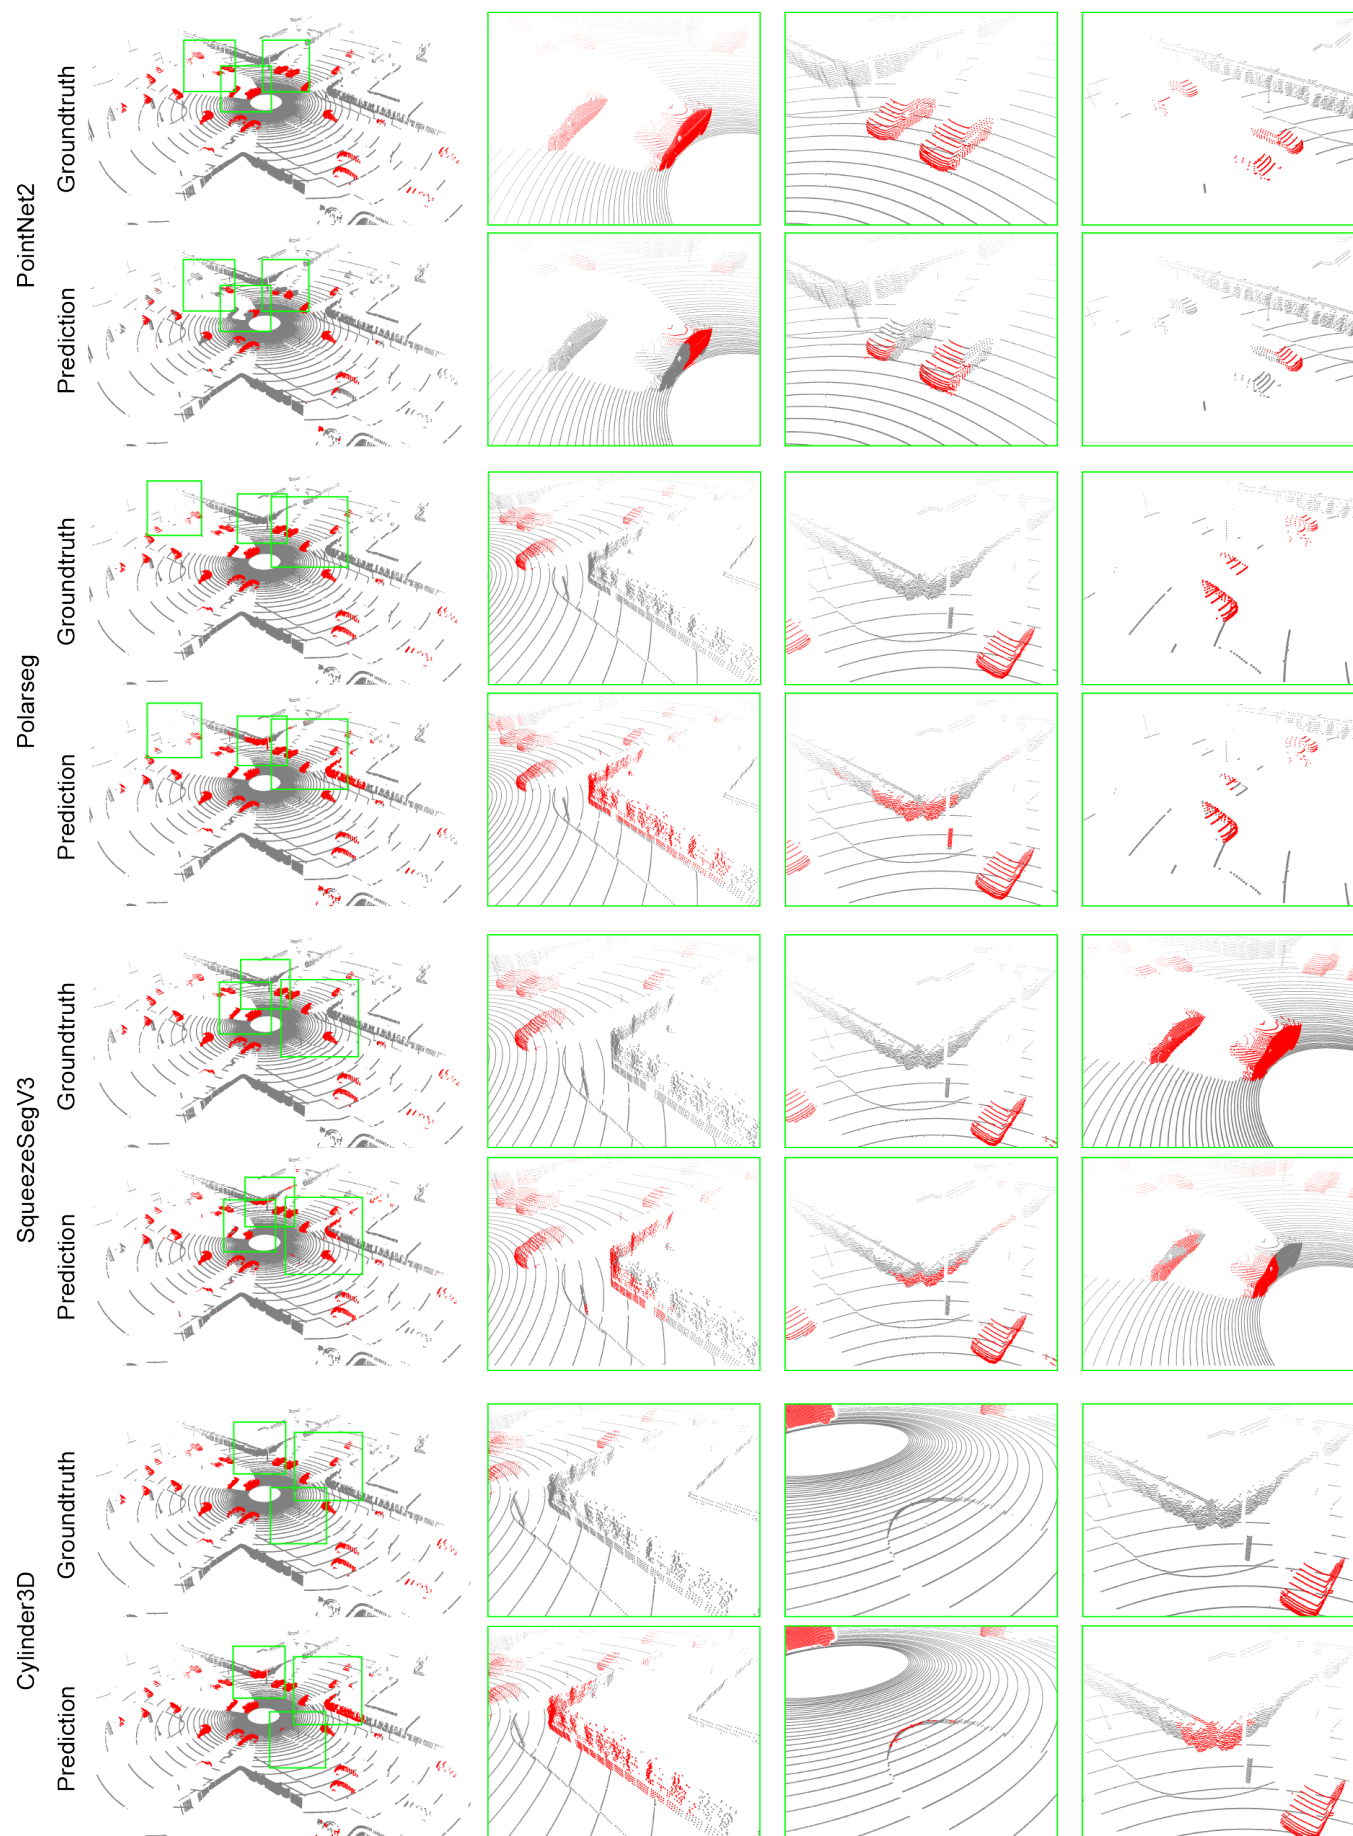 PointNet2
Groundtruth
Prediction
Polarseg
Groundtruth
Prediction
SqueezeSegV3
Groundtruth
Prediction
Cylinder3D
Groundtruth
Prediction